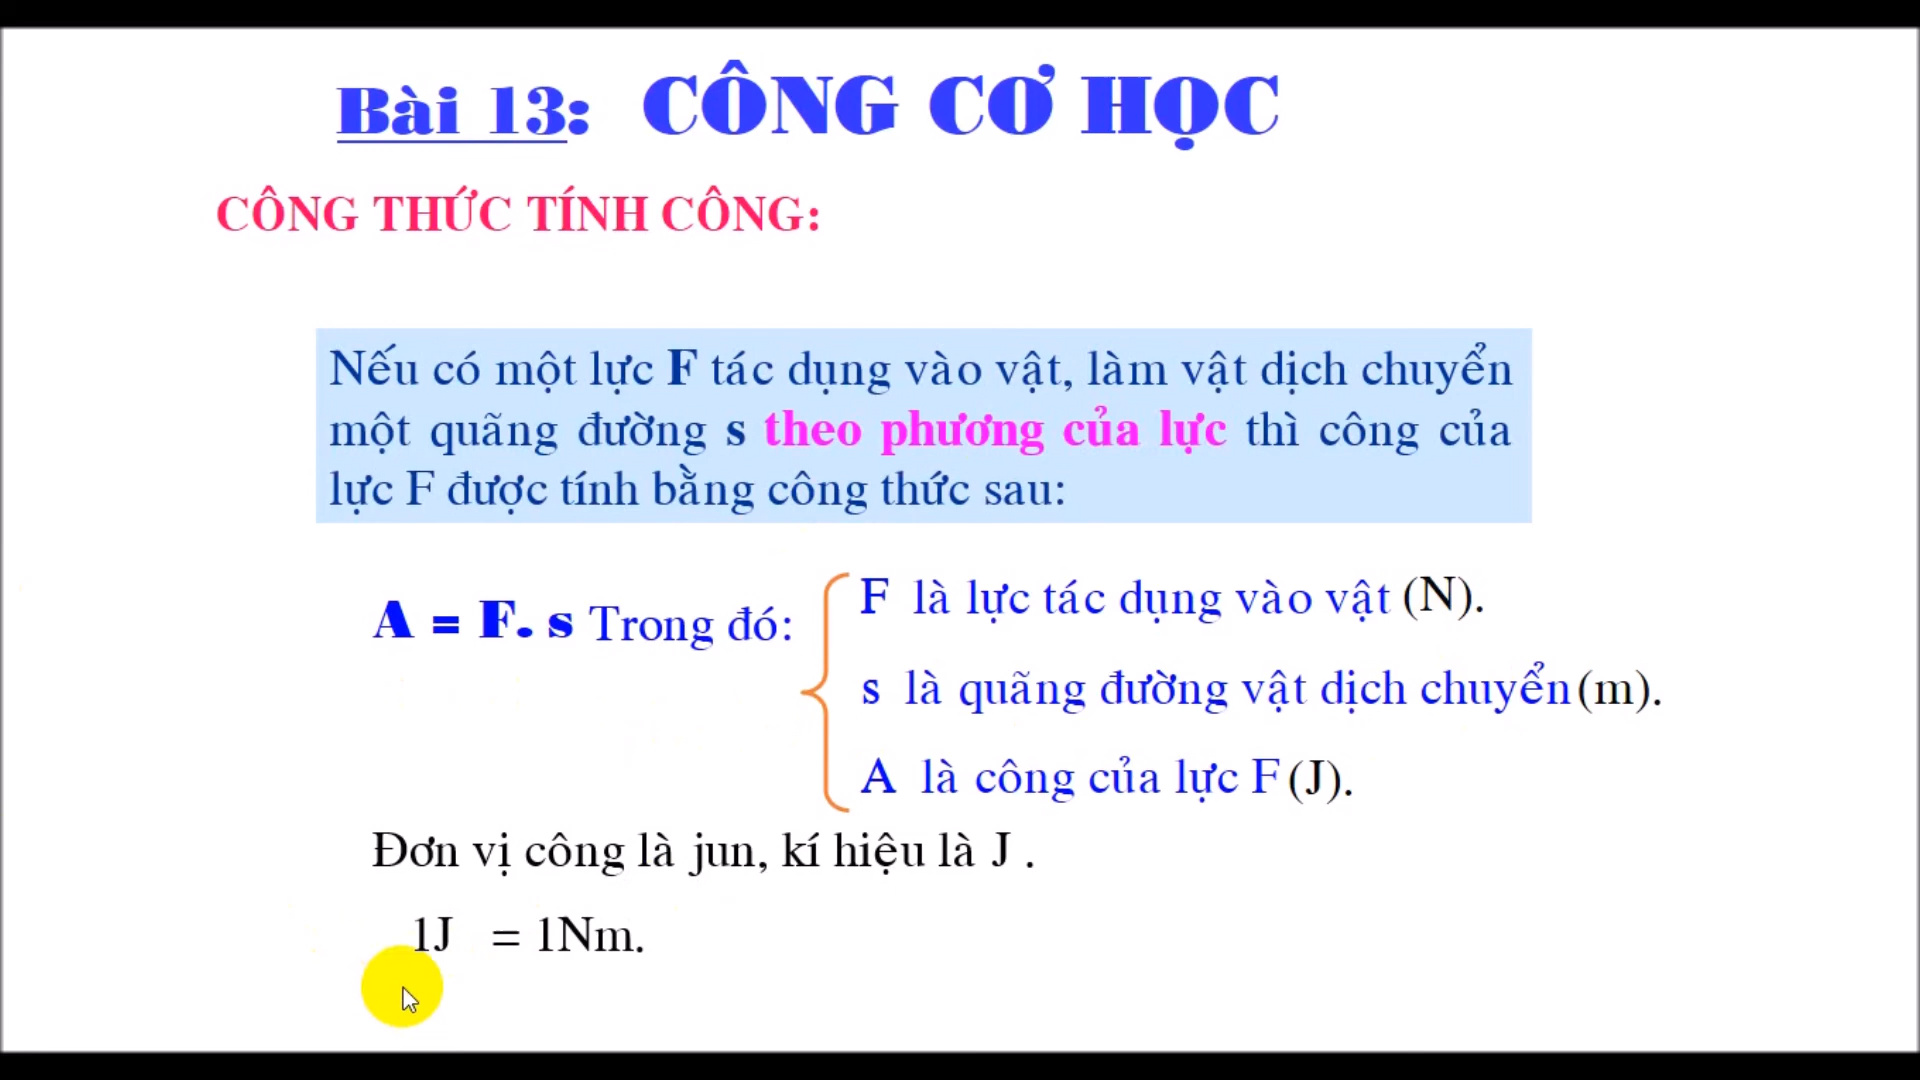 Bài 13: CÔNG CƠ HỌC
CÔNG THỨC TÍNH CÔNG:
Nếu có một lực F tác dụng vào vật, làm vật dịch chuyển
một quãng đường s theo phương của lực thì công của
lực F được tính bằng công thức sau:
A = F. s Trong đó:
F là lực tác dụng vào vật (N).
s là quãng đường vật dịch chuyển (m).
A là công của lực F (J).
Đơn vị công là jun, kí hiệu là J .
1J = 1Nm.